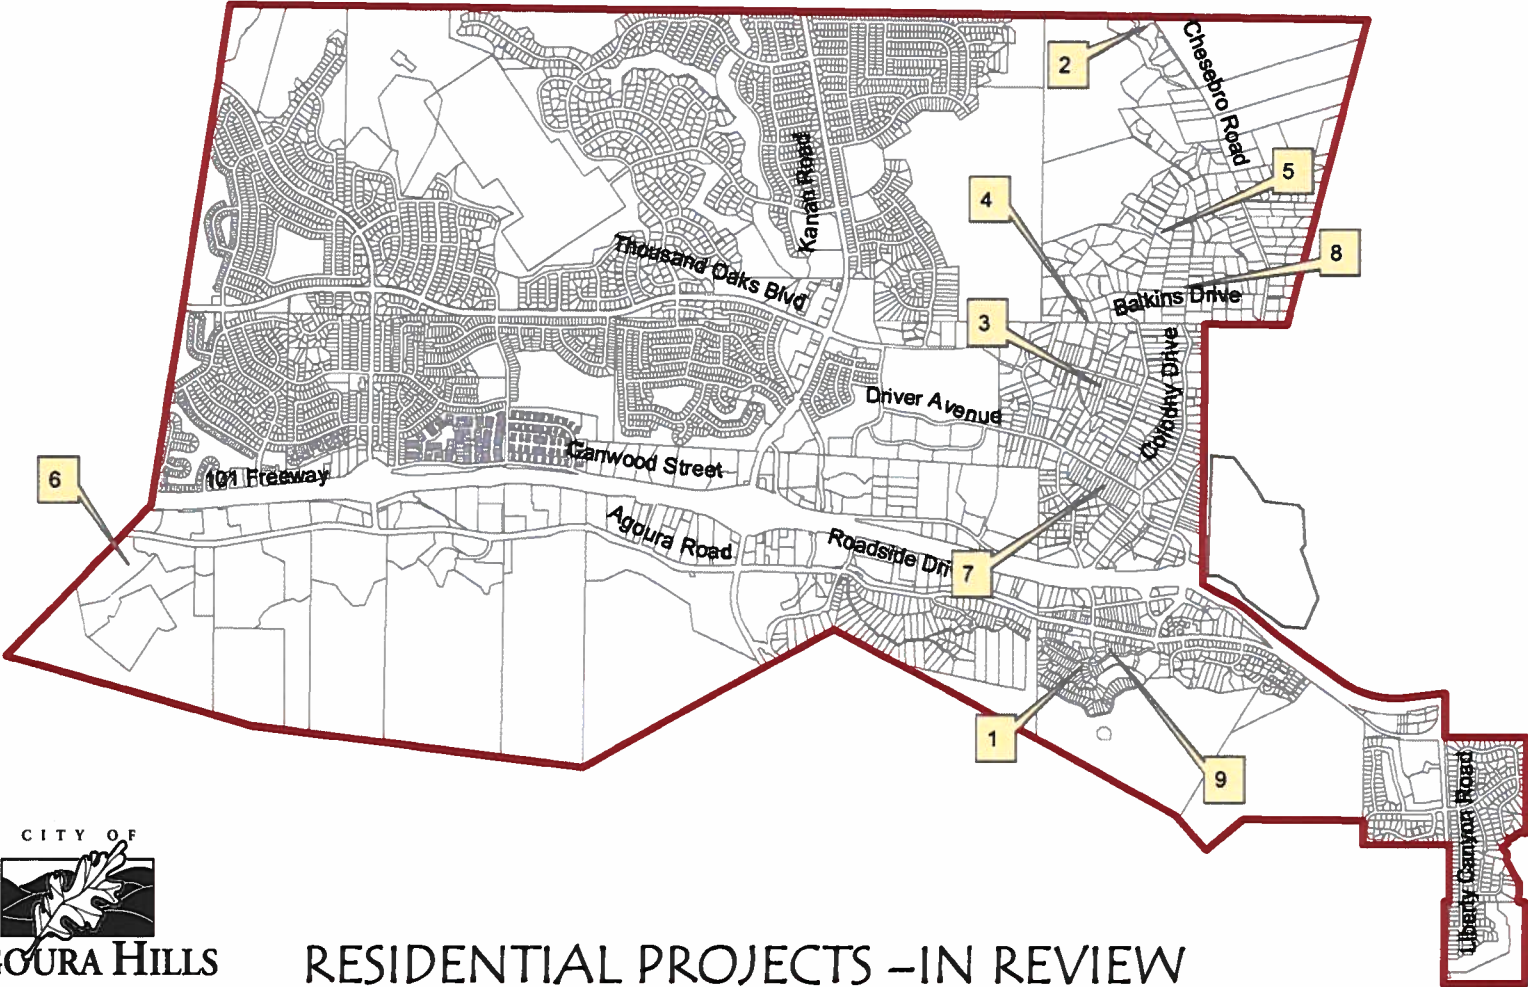 2
Chesebro Road
5
4
Kanan Road
8
Thousand Oaks Blvd
Balkins Drive
3
Colodny Drive
Driver Avenue
Canwood Street
101 Freeway
6
Agoura Road
Roadside Dri
7
1
9
Liberty Canyon Road
CITY OF
GOURA HILLS
RESIDENTIAL PROJECTS –IN REVIEW